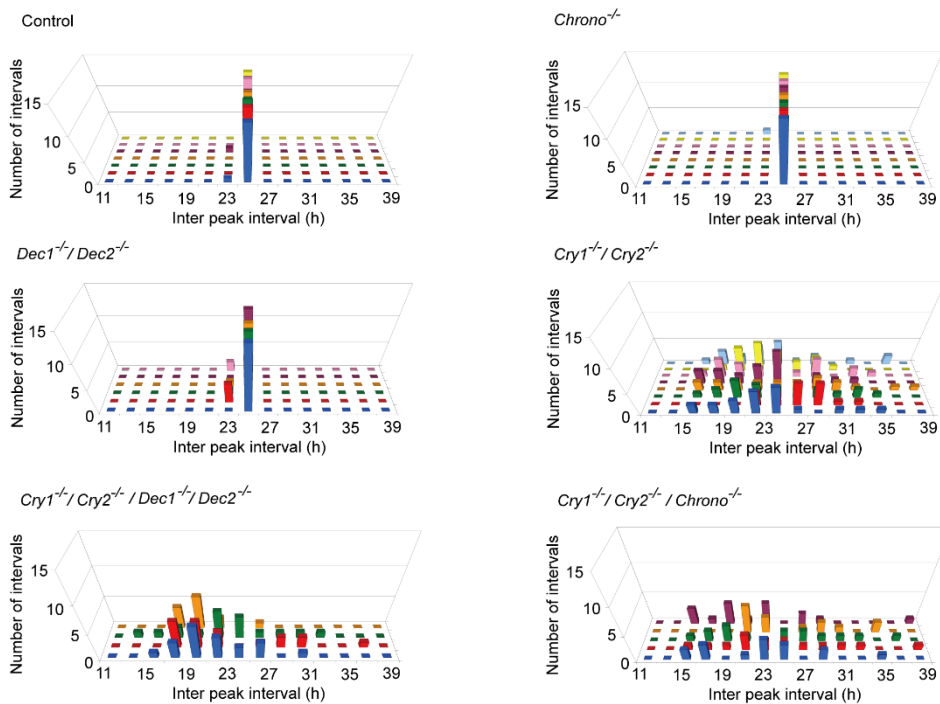 Control
Number of intervals
15
10
5
0
11 15 19 23 27 31 35 39
Inter peak interval (h)
Chrono-/-
Number of intervals
15
10
5
0
11 15 19 23 27 31 35 39
Inter peak interval (h)
Dec1-/-/ Dec2-/-
Number of intervals
15
10
5
0
11 15 19 23 27 31 35 39
Inter peak interval (h)
Cry1-/-/ Cry2-/-
Number of intervals
15
10
5
0
11 15 19 23 27 31 35 39
Inter peak interval (h)
Cry1-/-/ Cry2-/- / Dec1-/-/ Dec2-/-
Number of intervals
15
10
5
0
11 15 19 23 27 31 35 39
Inter peak interval (h)
Cry1-/-/ Cry2-/- / Chrono-/-
Number of intervals
15
10
5
0
11 15 19 23 27 31 35 39
Inter peak interval (h)